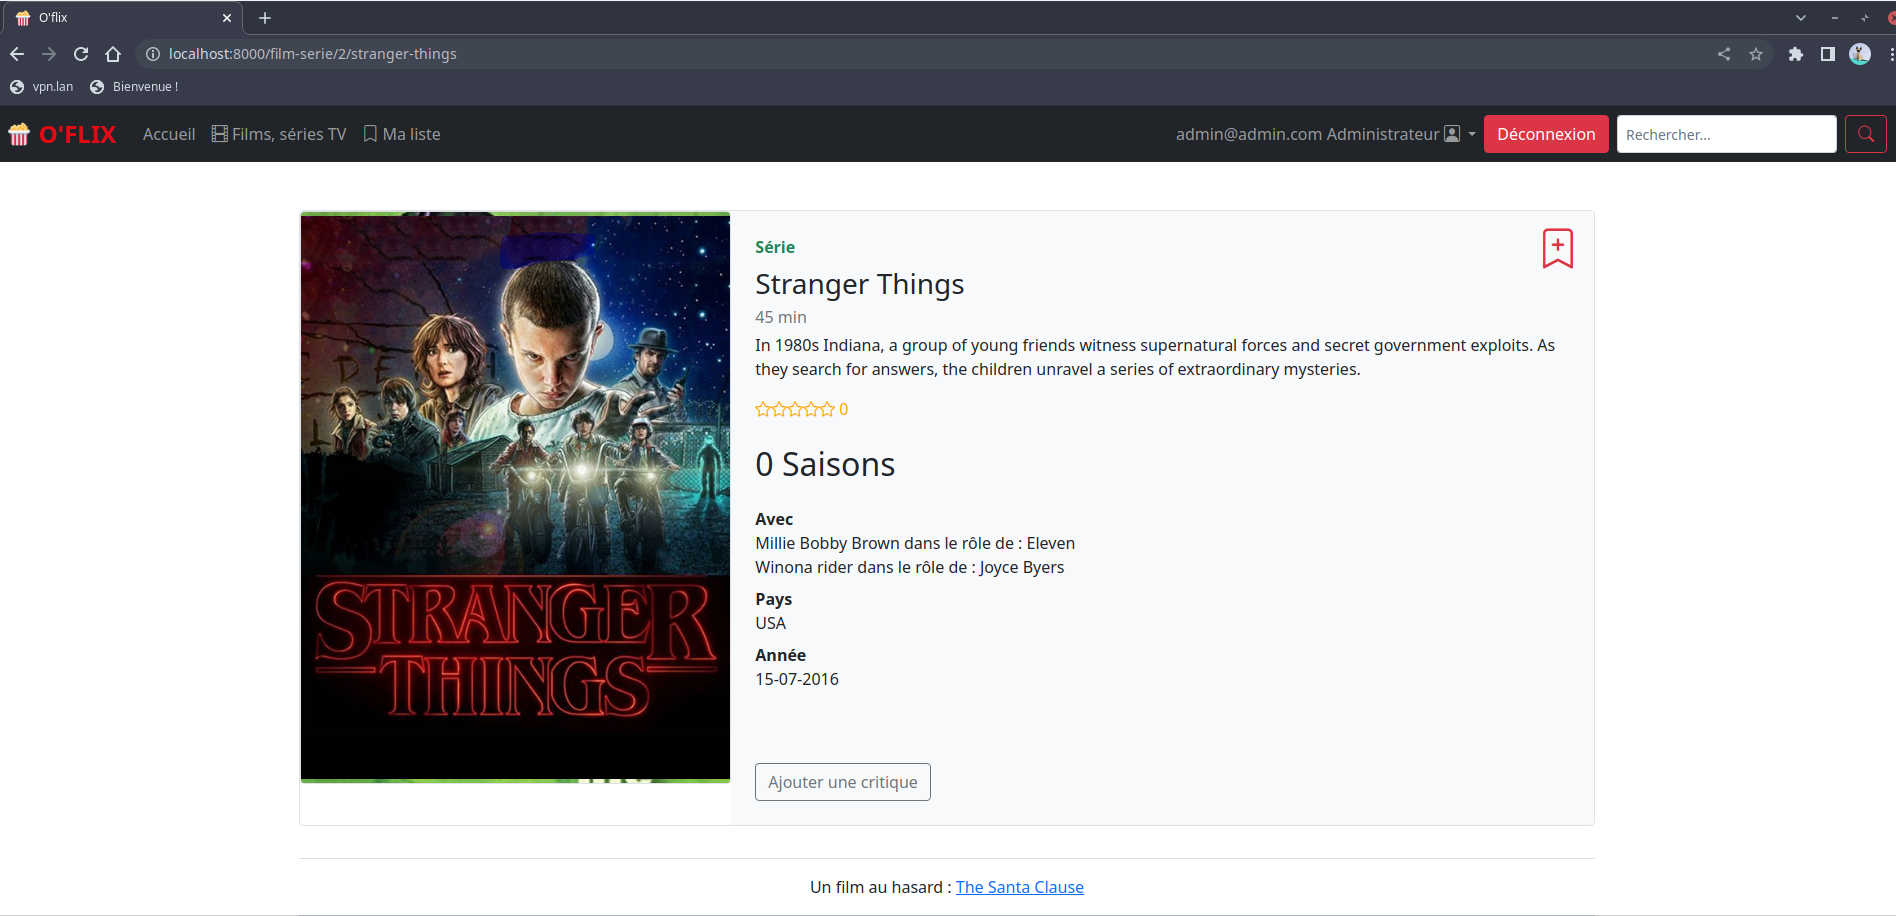 O'flix
localhost:8000/film-serie/2/stranger-things
vpn.lan Bienvenue !
O'FLIX Accueil Films, séries TV Ma liste admin@admin.com Administrateur Déconnexion Rechercher...
Série
Stranger Things
45 min
In 1980s Indiana, a group of young friends witness supernatural forces and secret government exploits. As
they search for answers, the children unravel a series of extraordinary mysteries.
0
0 Saisons
Avec
Millie Bobby Brown dans le rôle de : Eleven
Winona rider dans le rôle de : Joyce Byers
Pays
USA
Année
15-07-2016
Ajouter une critique
STRANGER
THINGS
Un film au hasard : The Santa Clause